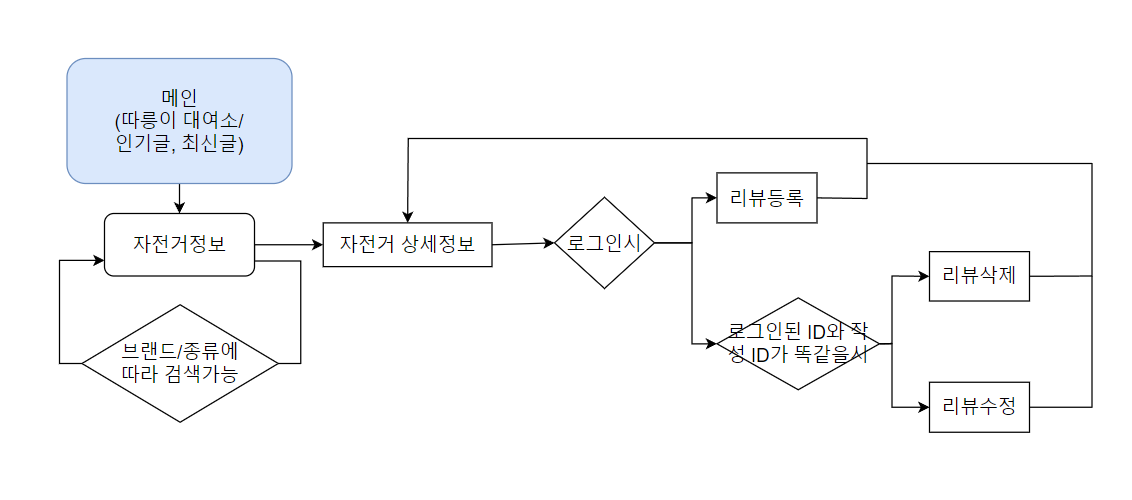 메인
(따릉이 대여소/
인기글, 최신글)
자전거정보
브랜드/종류에
따라 검색가능
자전거 상세정보
로그인시
리뷰등록
로그인된 ID와 작
성 ID가 똑같을시
리뷰삭제
리뷰수정